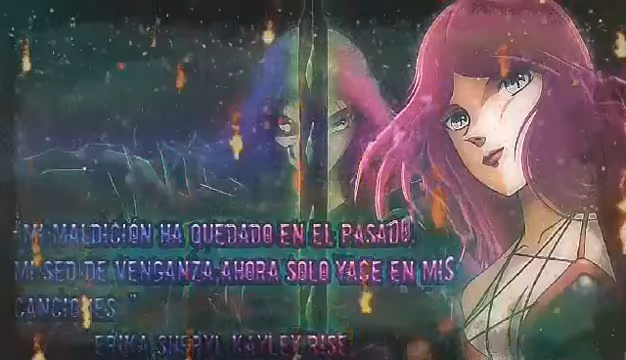 "MI MALDICIÓN HA QUEDADO EN EL PASADO.
MI SED DE VENGANZA,AHORA SOLO YACE EN MIS
CANCIONES."
ERIKA SHERYL KAYLEY RISE